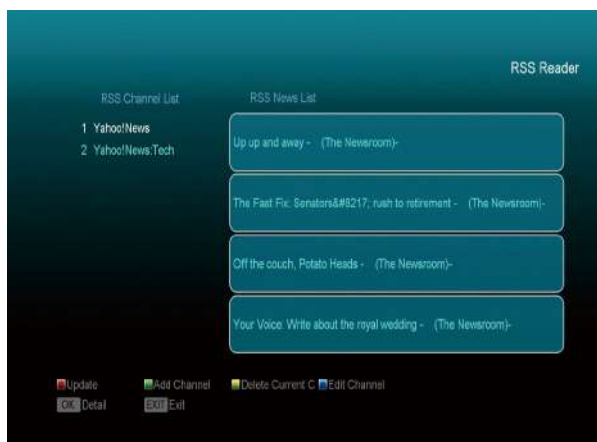 RSS Reader
RSS Channel List
RSS News List
1 Yahoo!News
2 Yahoo!News:Tech
Up up and away - (The Newsroom)-
The Fast Fix: Senators&#8217; rush to retirement - (The Newsroom)-
Off the couch, Potato Heads - (The Newsroom)-
Your Voice: Write about the royal wedding - (The Newsroom)-
Update Add Channel Delete Current C Edit Channel
OK Detail EXIT Exit